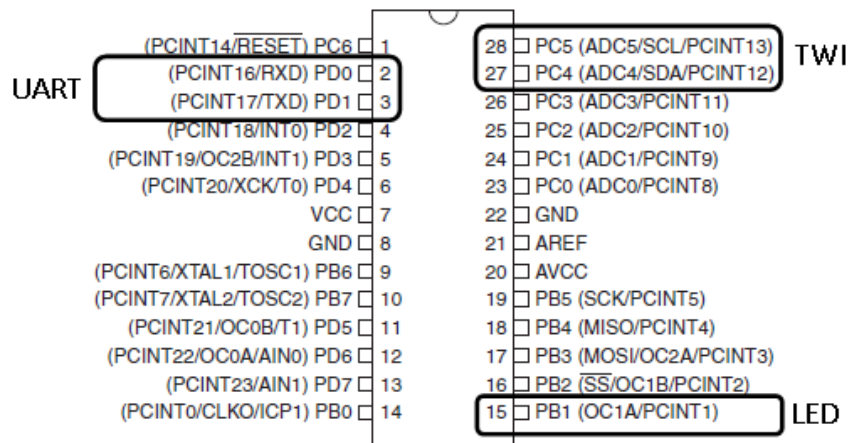 (PCINT14/RESET) PC6 1
28 PC5 (ADC5/SCL/PCINT13)
TWI
UART
(PCINT16/RXD) PD0 2
27 PC4 (ADC4/SDA/PCINT12)
(PCINT17/TXD) PD1 3
26 PC3 (ADC3/PCINT11)
(PCINT18/INT0) PD2 4
25 PC2 (ADC2/PCINT10)
(PCINT19/OC2B/INT1) PD3 5
24 PC1 (ADC1/PCINT9)
(PCINT20/XCK/T0) PD4 6
23 PC0 (ADC0/PCINT8)
VCC 7
22 GND
GND 8
21 AREF
(PCINT6/XTAL1/TOSC1) PB6 9
20 AVCC
(PCINT7/XTAL2/TOSC2) PB7 10
19 PB5 (SCK/PCINT5)
(PCINT21/OC0B/T1) PD5 11
18 PB4 (MISO/PCINT4)
(PCINT22/OC0A/AIN0) PD6 12
17 PB3 (MOSI/OC2A/PCINT3)
(PCINT23/AIN1) PD7 13
16 PB2 (SS/OC1B/PCINT2)
(PCINT0/CLKO/ICP1) PB0 14
15 PB1 (OC1A/PCINT1)
LED